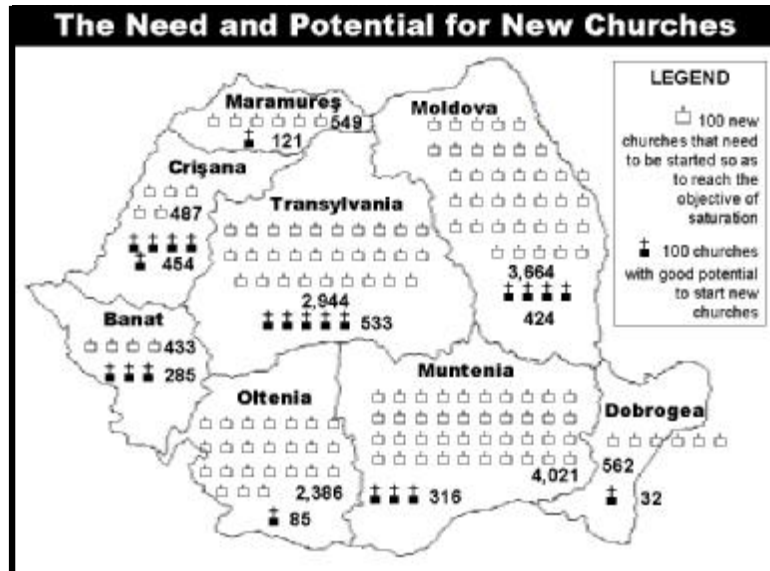 The Need and Potential for New Churches
Maramureş
549
121
Moldova
3,664
424
Crişana
487
454
Transylvania
2,944
533
Banat
433
285
Oltenia
2,386
85
Muntenia
4,021
316
Dobrogea
562
32
LEGEND
100 new
churches that need
to be started so as
to reach the
objective of
saturation
100 churches
with good potential
to start new
churches